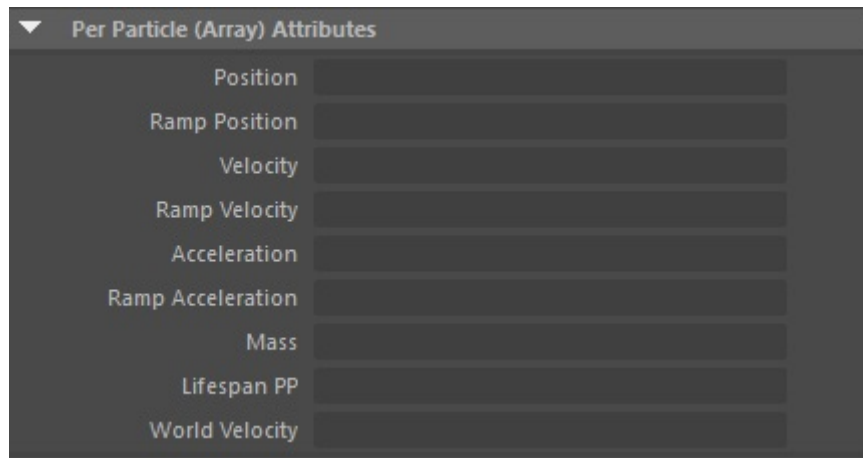 Per Particle (Array) Attributes
Position
Ramp Position
Velocity
Ramp Velocity
Acceleration
Ramp Acceleration
Mass
Lifespan PP
World Velocity